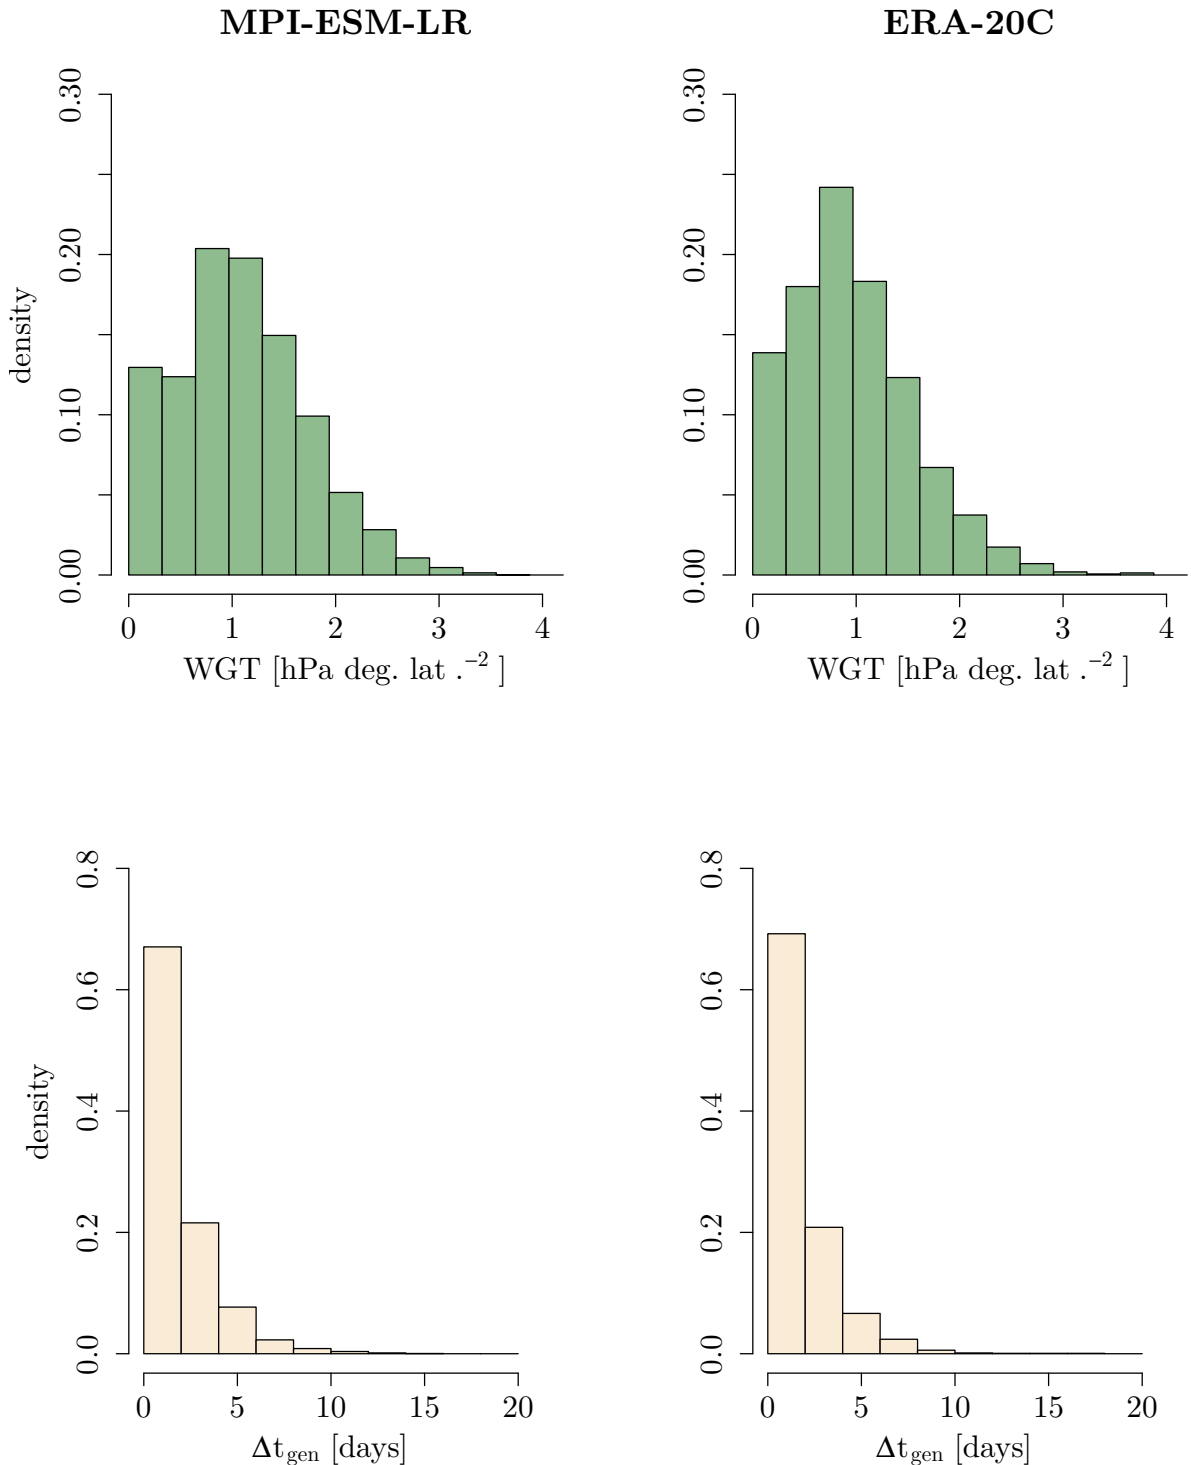 MPI-ESM-LR
ERA-20C
density
0.00 0.10 0.20 0.30
0 1 2 3 4
WGT [hPa deg. lat .⁻² ]
0.00 0.10 0.20 0.30
0 1 2 3 4
WGT [hPa deg. lat .⁻² ]
density
0.0 0.2 0.4 0.6 0.8
0 5 10 15 20
Δt_gen [days]
0.0 0.2 0.4 0.6 0.8
0 5 10 15 20
Δt_gen [days]